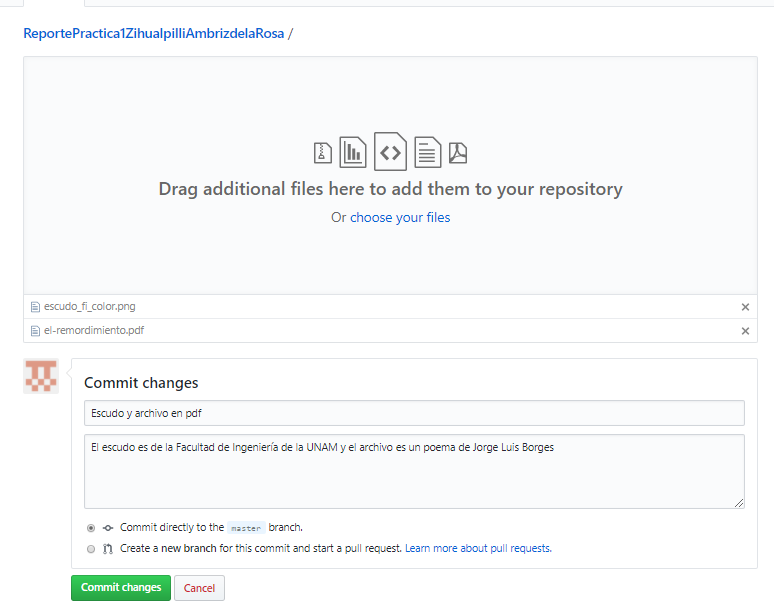 ReportePractica1ZihualpilliAmbrizdelaRosa /
Drag additional files here to add them to your repository
Or choose your files
escudo_fi_color.png
el-remordimiento.pdf
Commit changes
Escudo y archivo en pdf
El escudo es de la Facultad de Ingeniería de la UNAM y el archivo es un poema de Jorge Luis Borges
Commit directly to the master branch.
Create a new branch for this commit and start a pull request. Learn more about pull requests.
Commit changes Cancel